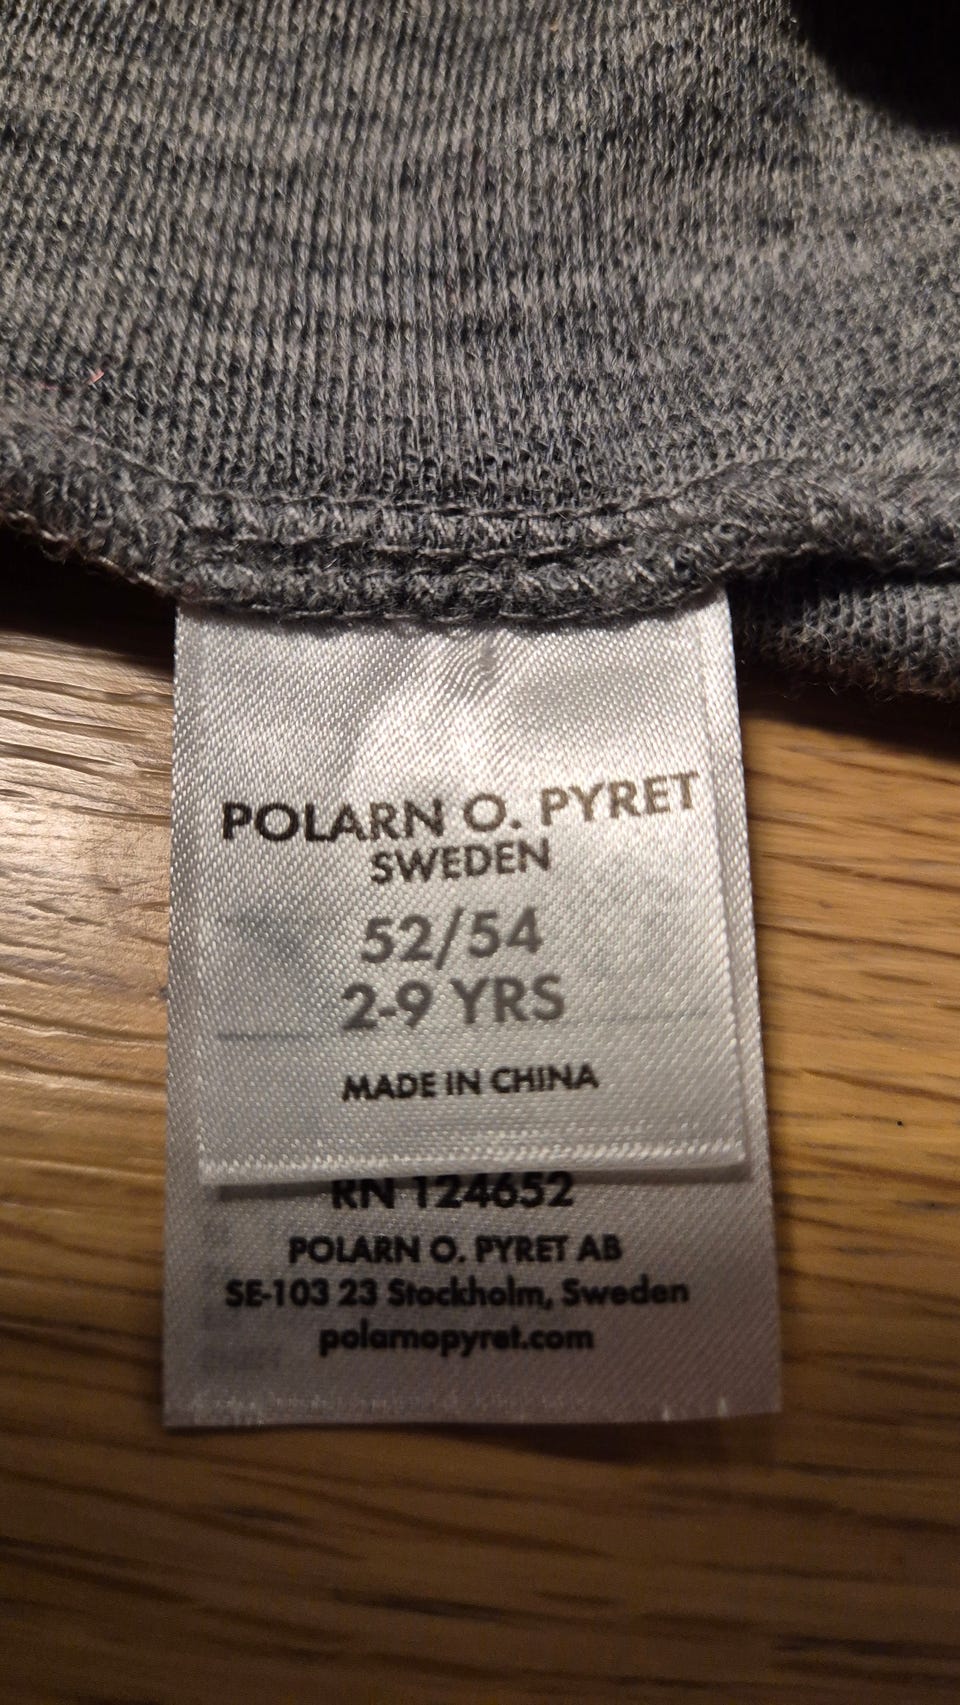 POLARN O. PYRET
SWEDEN
52/54
2-9 YRS
MADE IN CHINA
RN 124652
POLARN O. PYRET AB
SE-103 23 Stockholm, Sweden
polarnopyret.com